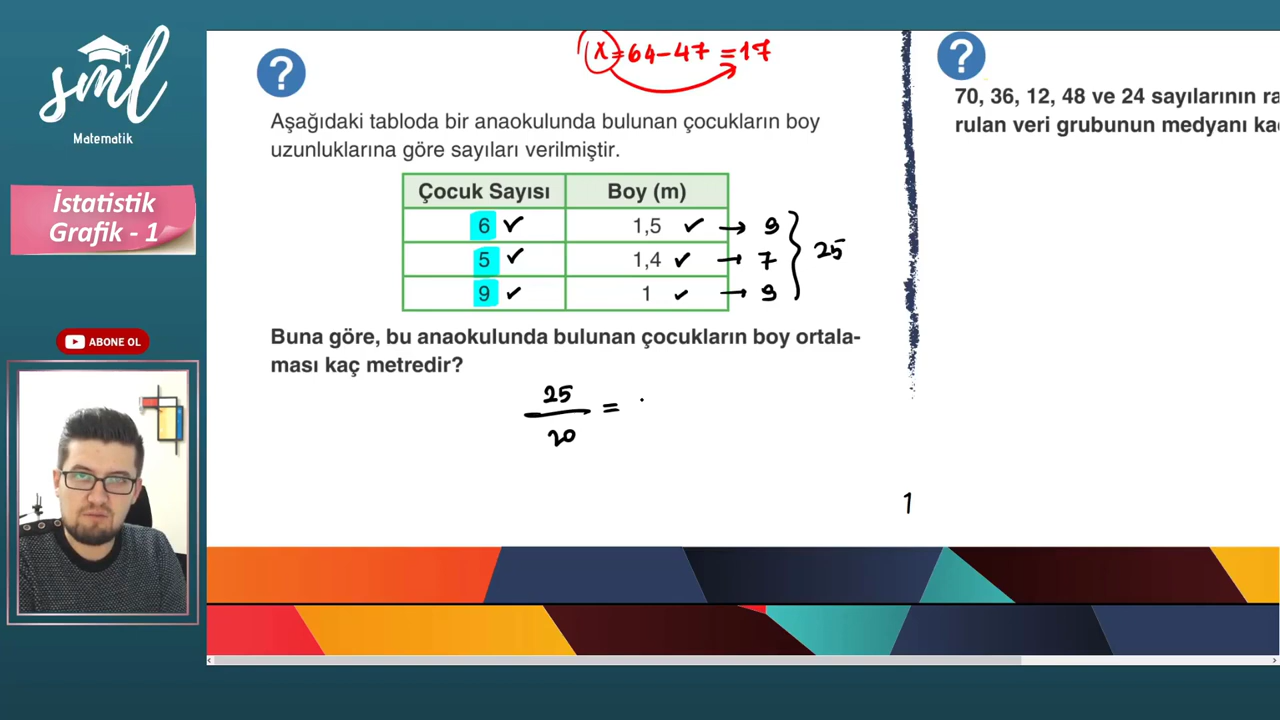 sml
Matematik
İstatistik
Grafik - 1
ABONE OL
x=64-47=17
Aşağıdaki tabloda bir anaokulunda bulunan çocukların boy
uzunluklarına göre sayıları verilmiştir.
Çocuk Sayısı Boy (m)
6 ✓ 1,5 ✓ → 9
5 ✓ 1,4 ✓ → 7
9 ✓ 1 ✓ → 9
25
Buna göre, bu anaokulunda bulunan çocukların boy ortala-
ması kaç metredir?
25
=
20
1
70, 36, 12, 48 ve 24 sayılarının ra
rulan veri grubunun medyanı ka